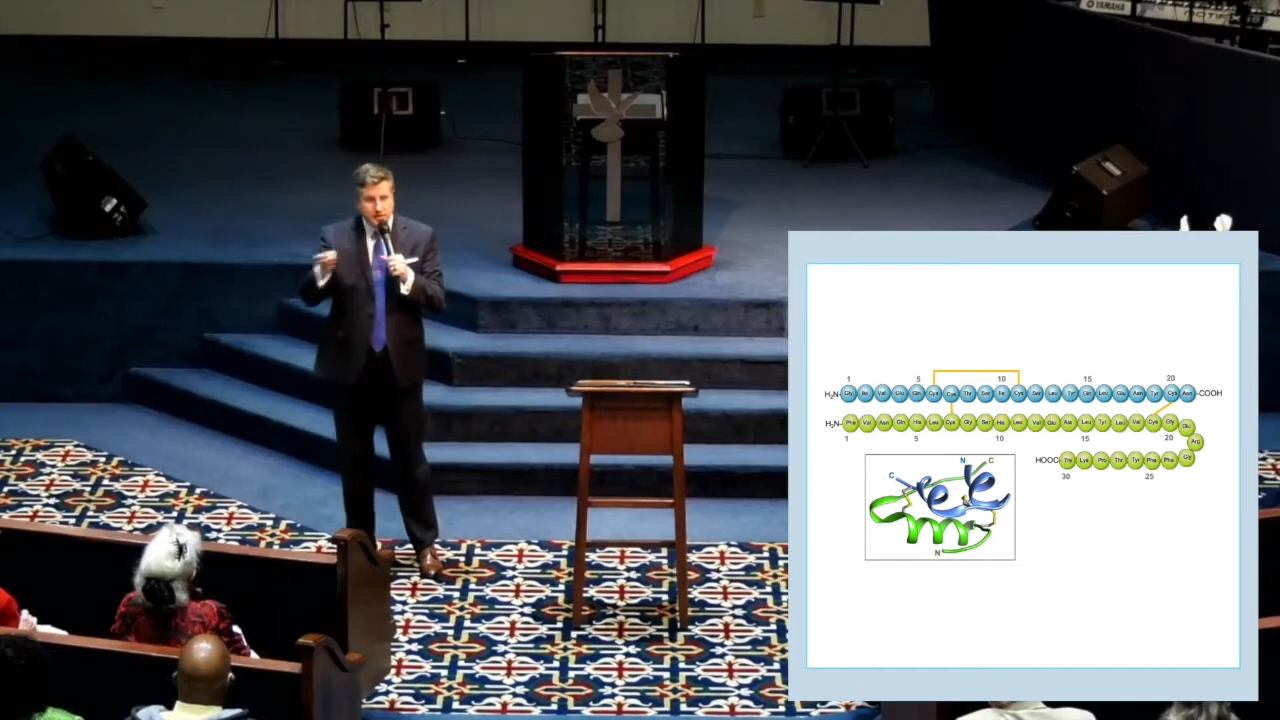 YAMAHA
1 5 10 15 20
H₂N- Gly Ile Val Glu Gln Cys Cys Thr Ser Ile Cys Ser Leu Tyr Gln Leu Glu Asn Tyr Cys Asn -COOH
H₂N- Phe Val Asn Gln His Leu Cys Gly Ser His Leu Val Glu Ala Leu Tyr Leu Val Cys Gly Glu
1 5 10 15 20
Arg
HOOC- Thr Lys Pro Thr Tyr Phe Phe Gly
30 25
N C
C
N